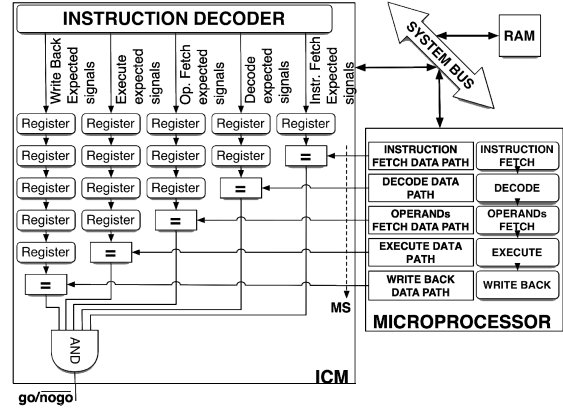 INSTRUCTION DECODER
Write Back
Expected
signals
Execute
expected
signals
Op. Fetch
expected
signals
Decode
expected
signals
Instr. Fetch
Expected
signals
Register Register Register Register Register
Register Register Register Register =
Register Register Register =
Register Register =
Register =
=
AND
go/nogo
MS
ICM
SYSTEM BUS
RAM
INSTRUCTION
FETCH DATA PATH
INSTRUCTION
FETCH
DECODE DATA
PATH
DECODE
OPERANDs
FETCH DATA PATH
OPERANDs
FETCH
EXECUTE DATA
PATH
EXECUTE
WRITE BACK
DATA PATH
WRITE BACK
MICROPROCESSOR